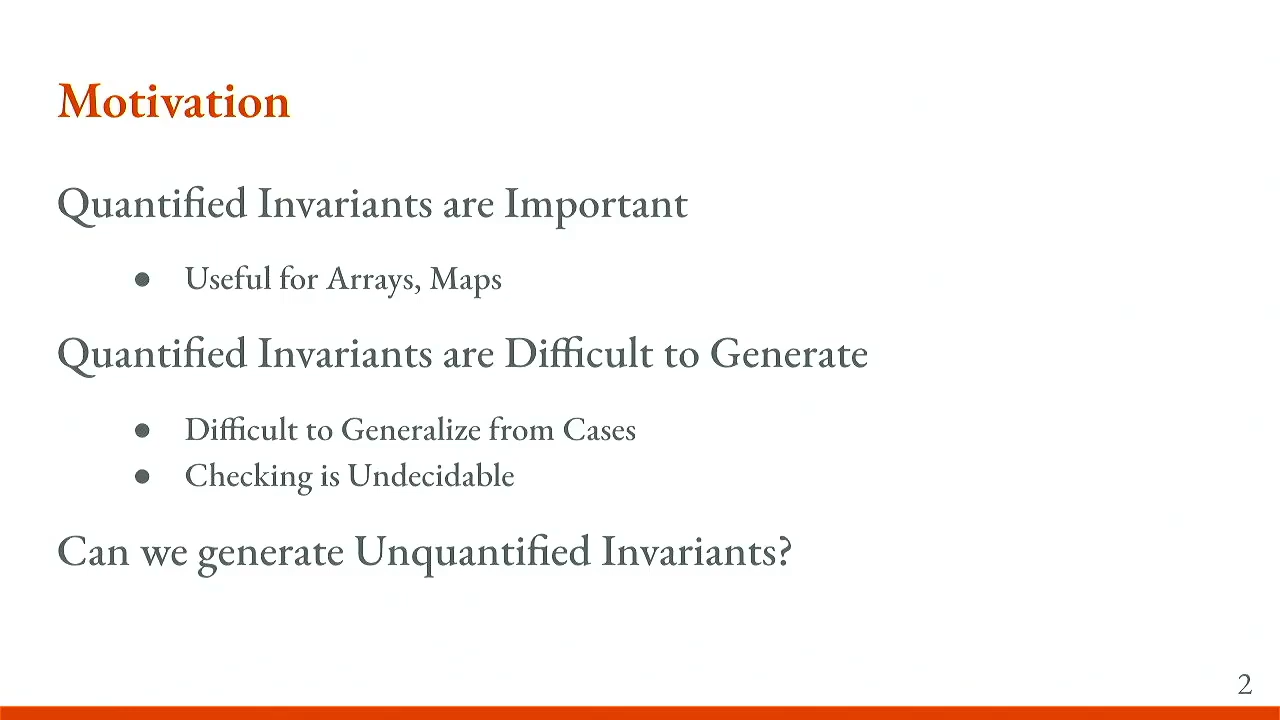 Motivation
Quantified Invariants are Important
● Useful for Arrays, Maps
Quantified Invariants are Difficult to Generate
● Difficult to Generalize from Cases
● Checking is Undecidable
Can we generate Unquantified Invariants?
2